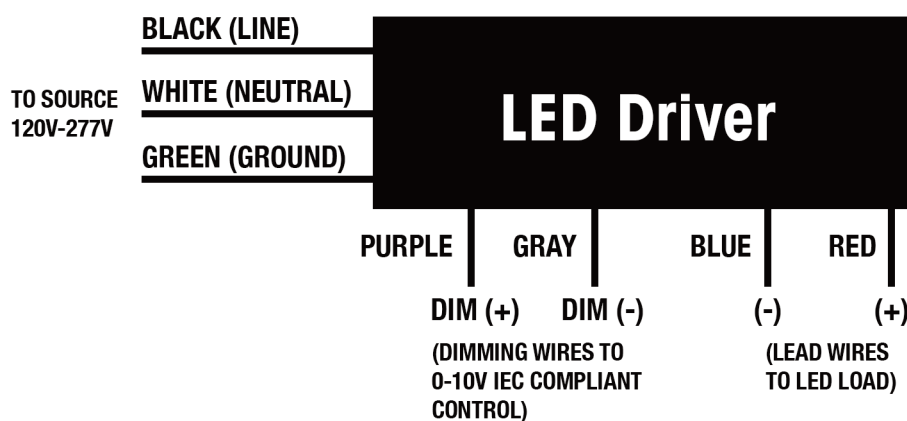 BLACK (LINE)
TO SOURCE
120V-277V
WHITE (NEUTRAL)
GREEN (GROUND)
LED Driver
PURPLE
GRAY
BLUE
RED
DIM (+)
DIM (-)
(-)
(+)
(DIMMING WIRES TO
0-10V IEC COMPLIANT
CONTROL)
(LEAD WIRES
TO LED LOAD)